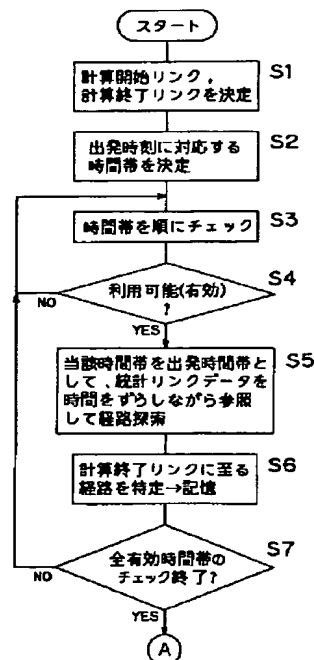 スタート
計算開始リンク,
計算終了リンクを決定
S1
出発時刻に対応する
時間帯を決定
S2
時間帯を順にチェック
S3
利用可能(有効)
?
S4
NO
YES
当該時間帯を出発時間帯と
して、統計リンクデータを
時間をずらしながら参照
して経路探索
S5
計算終了リンクに至る
経路を特定→記憶
S6
全有効時間帯の
チェック終了?
S7
NO
YES
A